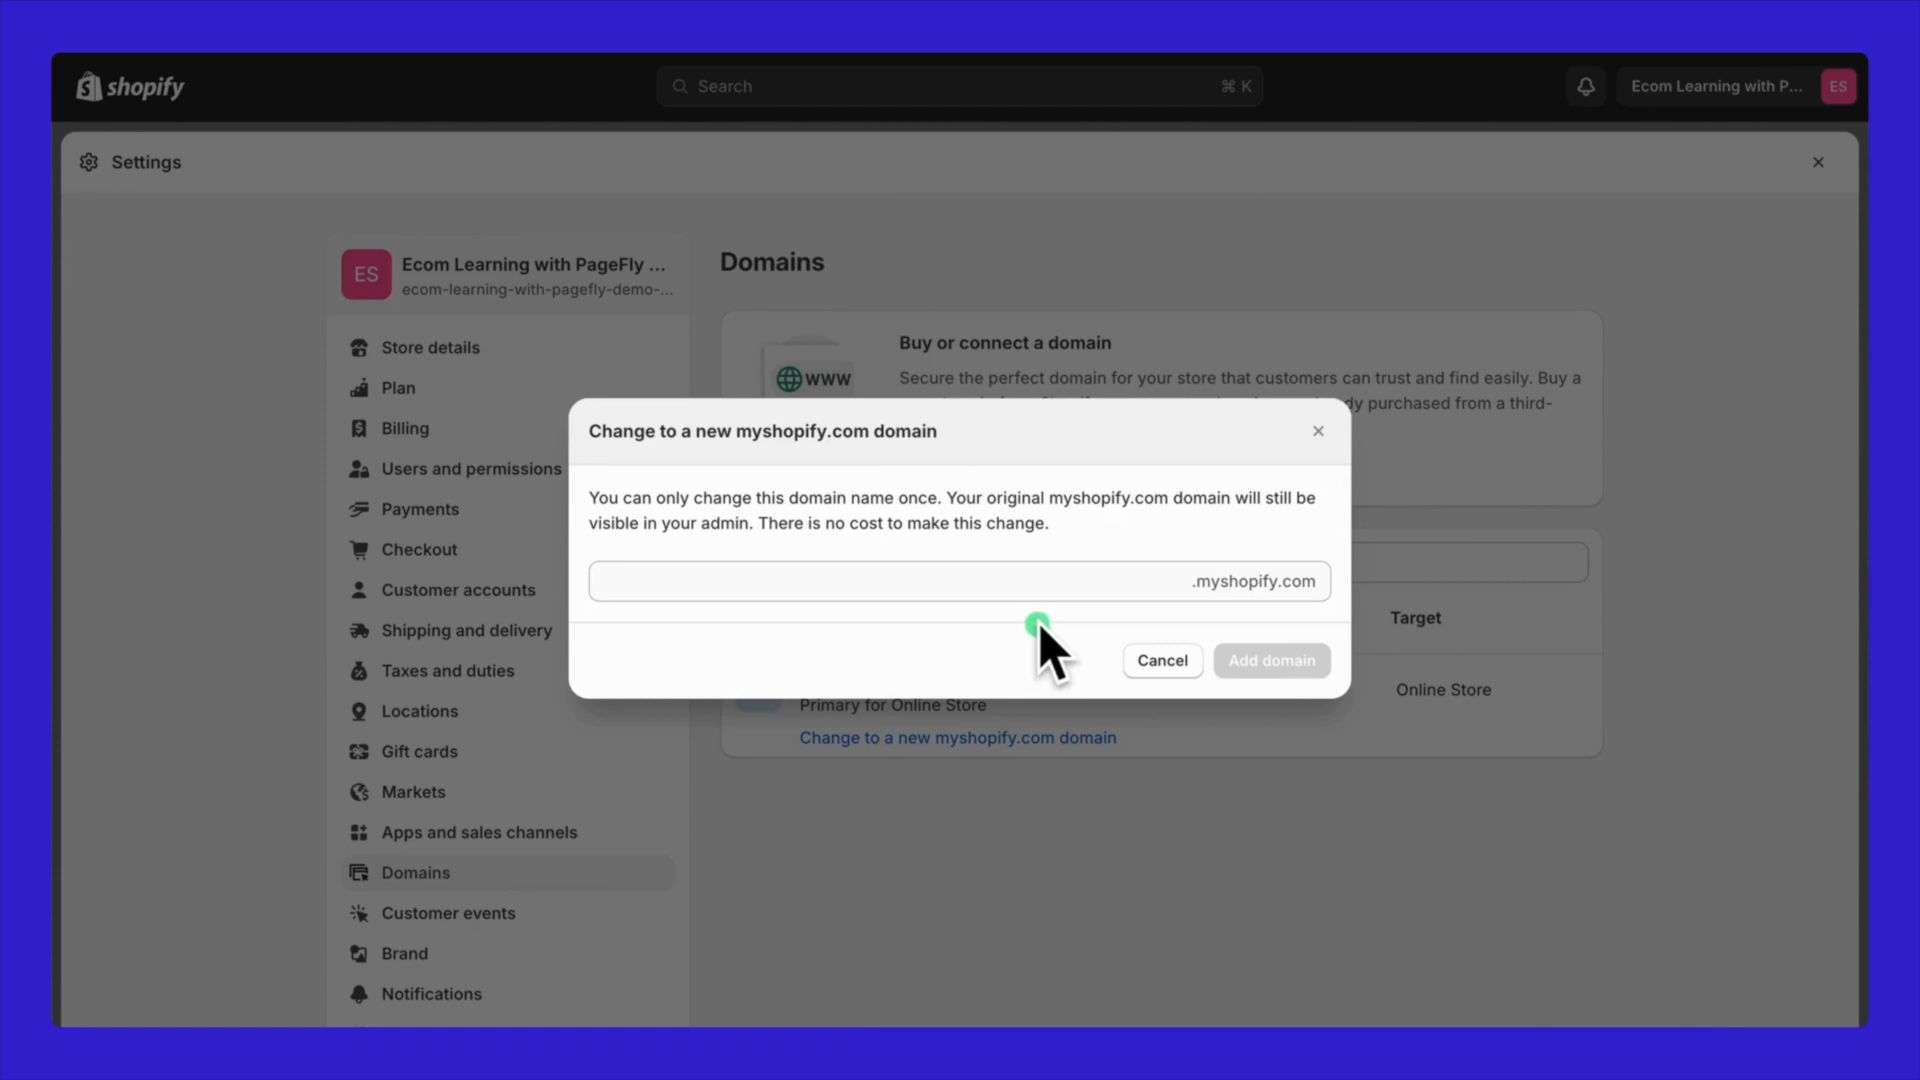 shopify
Search
⌘ K
Ecom Learning with P...
ES
Settings
ES
Ecom Learning with PageFly ...
ecom-learning-with-pagefly-demo-...
Store details
Plan
Billing
Users and permissions
Payments
Checkout
Customer accounts
Shipping and delivery
Taxes and duties
Locations
Gift cards
Markets
Apps and sales channels
Domains
Customer events
Brand
Notifications
Domains
WWW
Buy or connect a domain
Secure the perfect domain for your store that customers can trust and find easily. Buy a
dy purchased from a third-
Change to a new myshopify.com domain
You can only change this domain name once. Your original myshopify.com domain will still be
visible in your admin. There is no cost to make this change.
.myshopify.com
Cancel
Add domain
Target
Online Store
Primary for Online Store
Change to a new myshopify.com domain